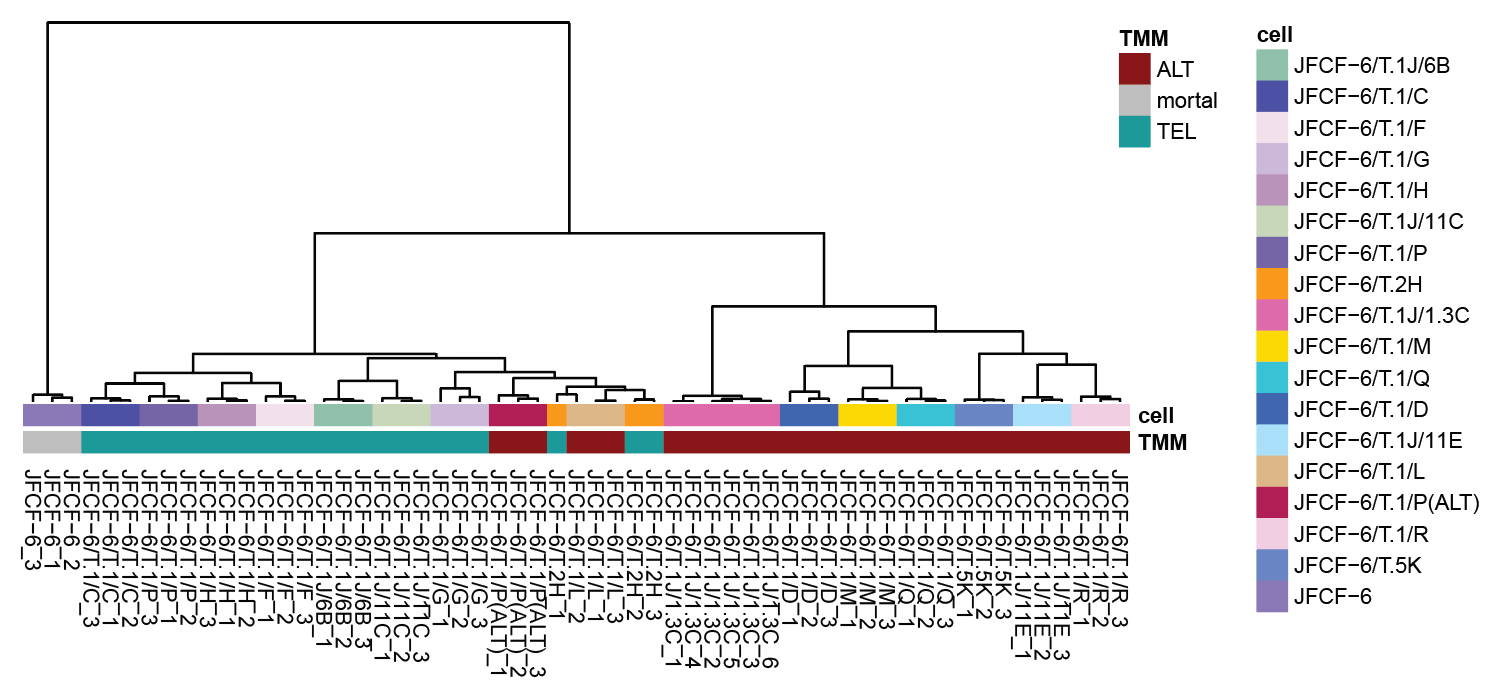 TMM
ALT
mortal
TEL
cell
JFCF−6/T.1J/6B
JFCF−6/T.1/C
JFCF−6/T.1/F
JFCF−6/T.1/G
JFCF−6/T.1/H
JFCF−6/T.1J/11C
JFCF−6/T.1/P
JFCF−6/T.2H
JFCF−6/T.1J/1.3C
JFCF−6/T.1/M
JFCF−6/T.1/Q
JFCF−6/T.1/D
JFCF−6/T.1J/11E
JFCF−6/T.1/L
JFCF−6/T.1/P(ALT)
JFCF−6/T.1/R
JFCF−6/T.5K
JFCF−6
cell
TMM
JFCF−6_3
JFCF−6_1
JFCF−6_2
JFCF−6/T.1/C_3
JFCF−6/T.1/C_1
JFCF−6/T.1/C_2
JFCF−6/T.1/P_3
JFCF−6/T.1/P_1
JFCF−6/T.1/P_2
JFCF−6/T.1/H_3
JFCF−6/T.1/H_1
JFCF−6/T.1/H_2
JFCF−6/T.1/F_1
JFCF−6/T.1/F_2
JFCF−6/T.1/F_3
JFCF−6/T.1J/6B_1
JFCF−6/T.1J/6B_2
JFCF−6/T.1J/6B_3
JFCF−6/T.1J/11C_1
JFCF−6/T.1J/11C_2
JFCF−6/T.1J/11C_3
JFCF−6/T.1/G_1
JFCF−6/T.1/G_2
JFCF−6/T.1/G_3
JFCF−6/T.1/P(ALT)_1
JFCF−6/T.1/P(ALT)_2
JFCF−6/T.1/P(ALT)_3
JFCF−6/T.2H_1
JFCF−6/T.1/L_2
JFCF−6/T.1/L_1
JFCF−6/T.1/L_3
JFCF−6/T.2H_2
JFCF−6/T.2H_3
JFCF−6/T.1J/1.3C_1
JFCF−6/T.1J/1.3C_4
JFCF−6/T.1J/1.3C_2
JFCF−6/T.1J/1.3C_5
JFCF−6/T.1J/1.3C_3
JFCF−6/T.1J/1.3C_6
JFCF−6/T.1/D_1
JFCF−6/T.1/D_2
JFCF−6/T.1/D_3
JFCF−6/T.1/M_1
JFCF−6/T.1/M_2
JFCF−6/T.1/M_3
JFCF−6/T.1/Q_1
JFCF−6/T.1/Q_2
JFCF−6/T.1/Q_3
JFCF−6/T.5K_1
JFCF−6/T.5K_2
JFCF−6/T.5K_3
JFCF−6/T.1J/11E_1
JFCF−6/T.1J/11E_2
JFCF−6/T.1J/11E_3
JFCF−6/T.1/R_1
JFCF−6/T.1/R_2
JFCF−6/T.1/R_3